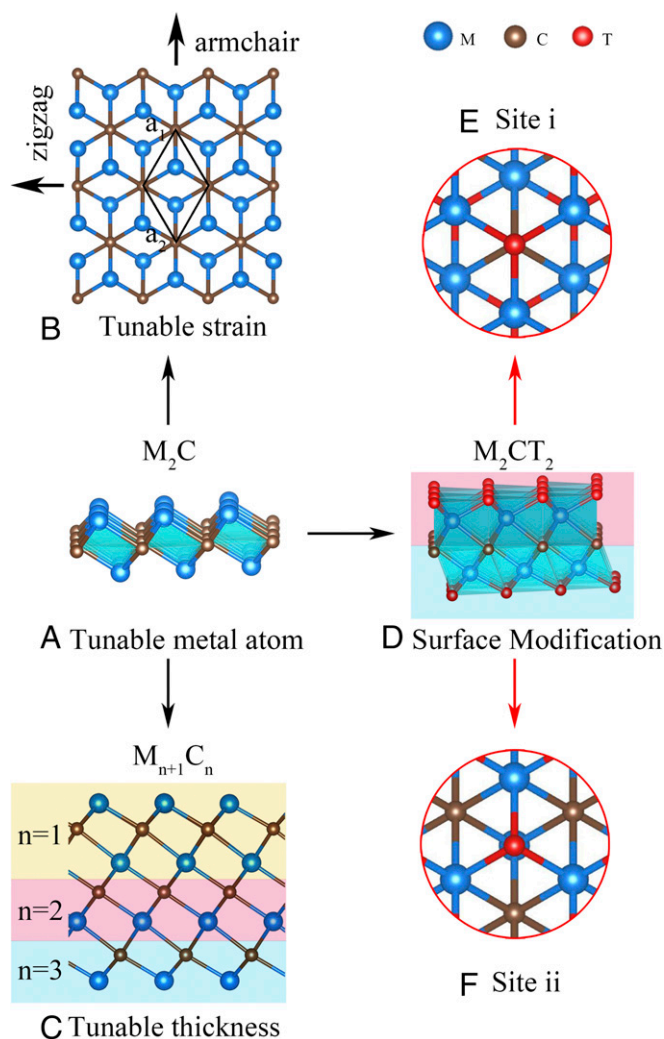 armchair
M C T
zigzag
a₁
a₂
B Tunable strain
E Site i
M₂C
M₂CT₂
A Tunable metal atom
D Surface Modification
Mₙ₊₁Cₙ
n=1
n=2
n=3
C Tunable thickness
F Site ii